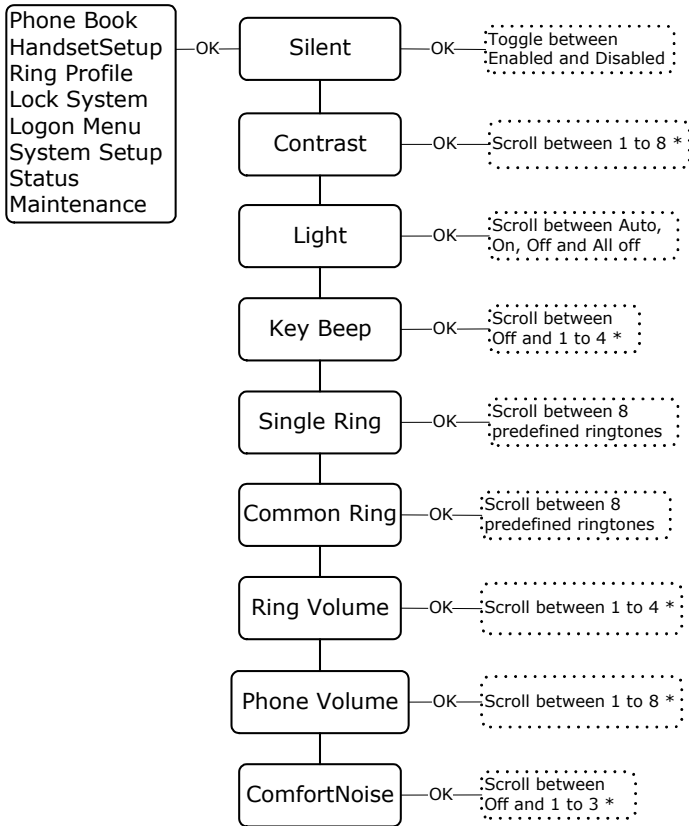 Phone Book
HandsetSetup
Ring Profile
Lock System
Logon Menu
System Setup
Status
Maintenance
OK
Silent
OK
Toggle between
Enabled and Disabled
Contrast
OK
Scroll between 1 to 8 *
Light
OK
Scroll between Auto,
On, Off and All off
Key Beep
OK
Scroll between
Off and 1 to 4 *
Single Ring
OK
Scroll between 8
predefined ringtones
Common Ring
OK
Scroll between 8
predefined ringtones
Ring Volume
OK
Scroll between 1 to 4 *
Phone Volume
OK
Scroll between 1 to 8 *
ComfortNoise
OK
Scroll between
Off and 1 to 3 *